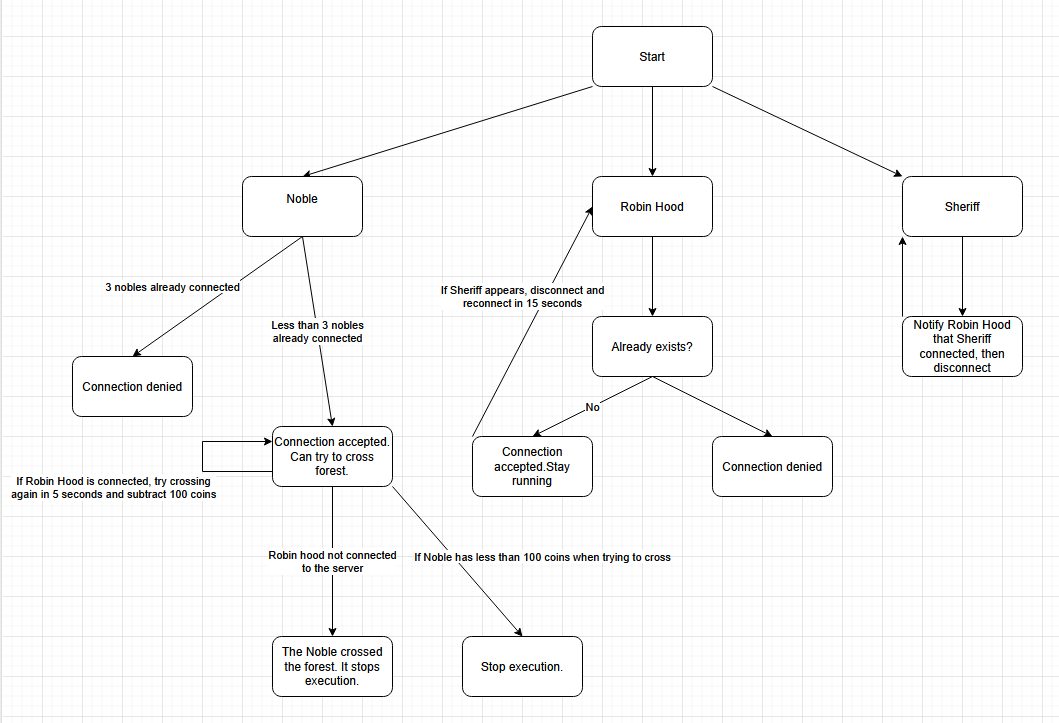 Start
Noble
Robin Hood
Sheriff
3 nobles already connected
If Sheriff appears, disconnect and
reconnect in 15 seconds
Less than 3 nobles
already connected
Already exists?
Notify Robin Hood
that Sheriff
connected, then
disconnect
Connection denied
No
Connection accepted.
Can try to cross
forest.
Connection
accepted.Stay
running
Connection denied
If Robin Hood is connected, try crossing
again in 5 seconds and subtract 100 coins
Robin hood not connected
to the server
If Noble has less than 100 coins when trying to cross
The Noble crossed
the forest. It stops
execution.
Stop execution.